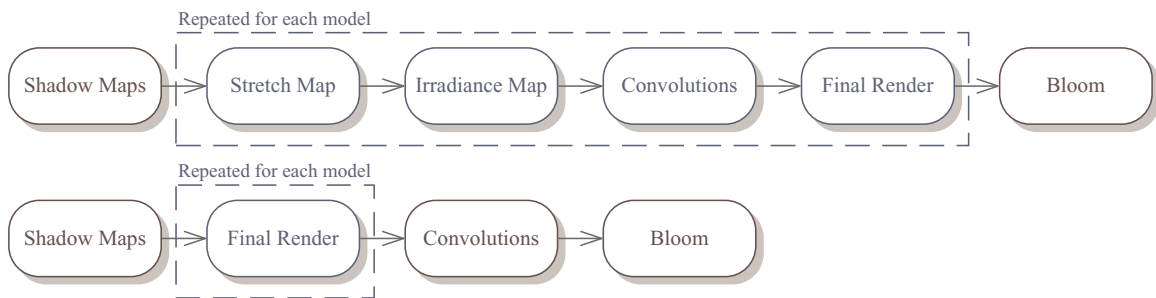 Repeated for each model
Shadow Maps
Stretch Map
Irradiance Map
Convolutions
Final Render
Bloom
Repeated for each model
Shadow Maps
Final Render
Convolutions
Bloom